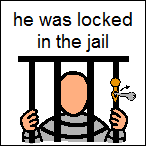 he was locked
in the jail